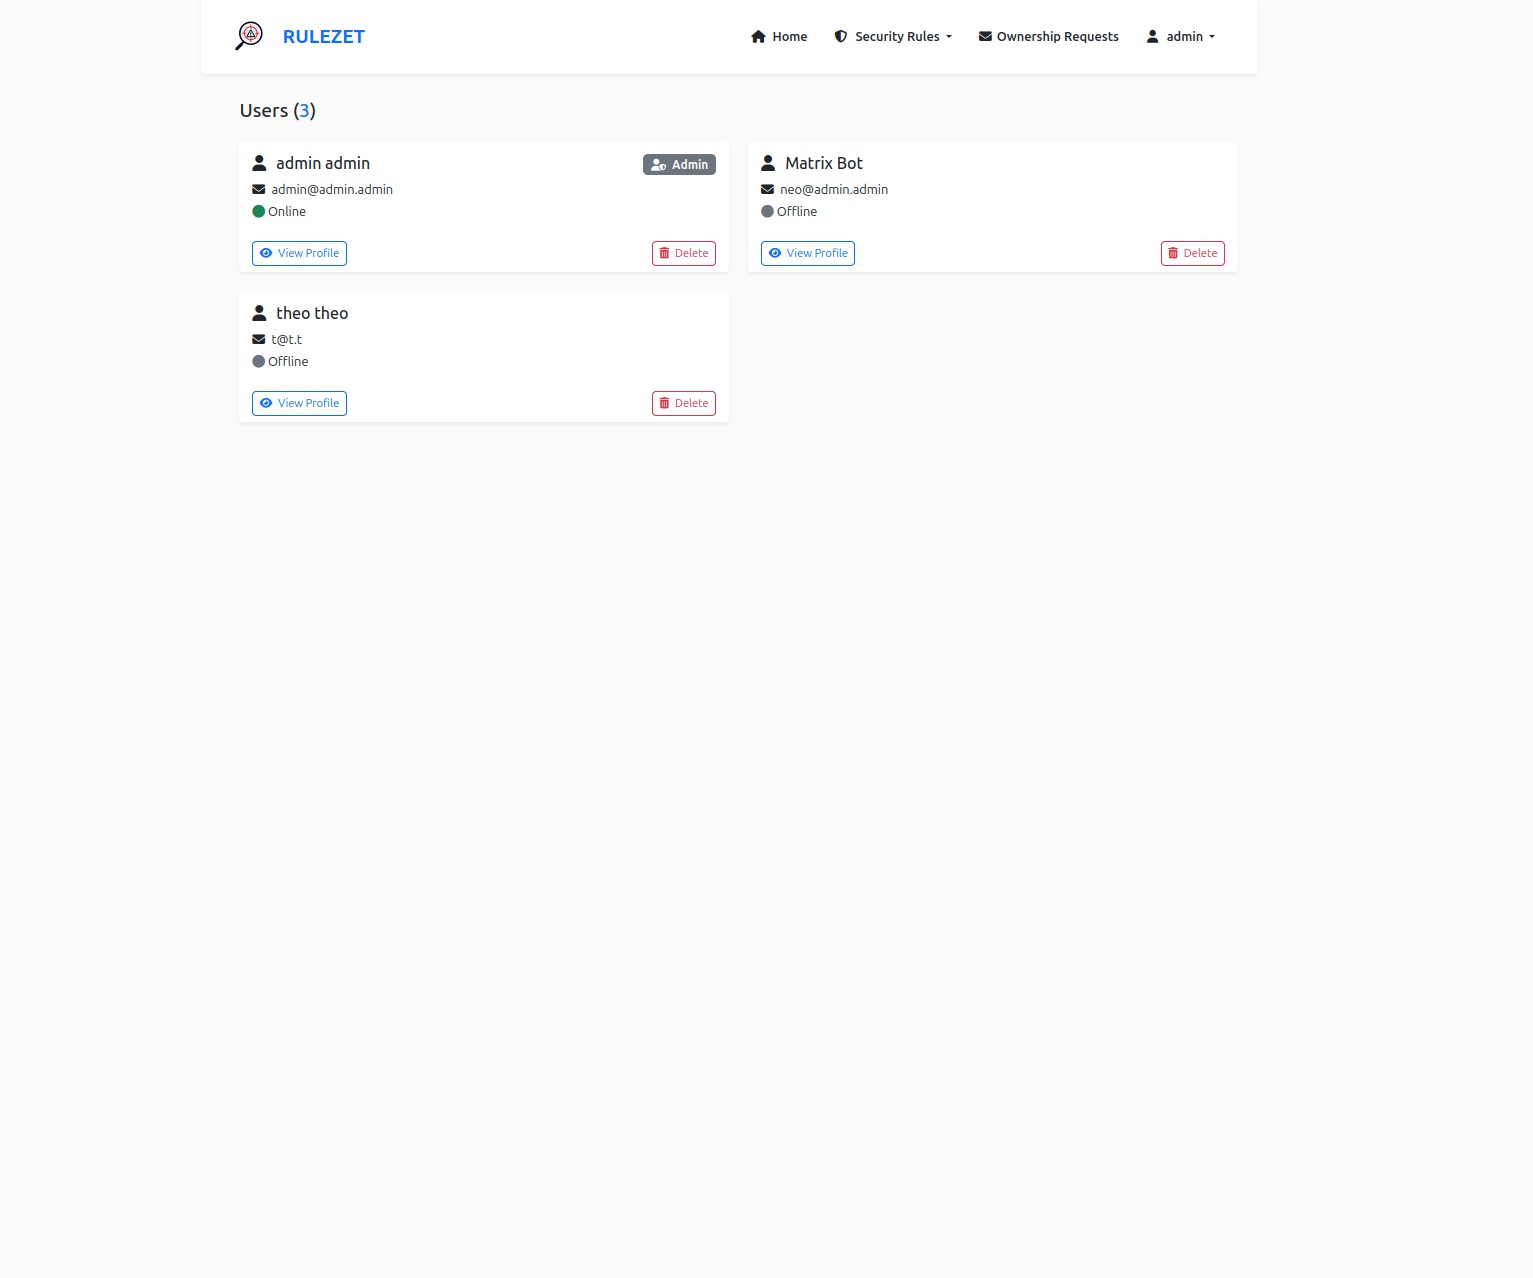 RULEZET Home Security Rules Ownership Requests admin
Users (3)
admin admin Admin
admin@admin.admin
Online
View Profile Delete
Matrix Bot
neo@admin.admin
Offline
View Profile Delete
theo theo
t@t.t
Offline
View Profile Delete